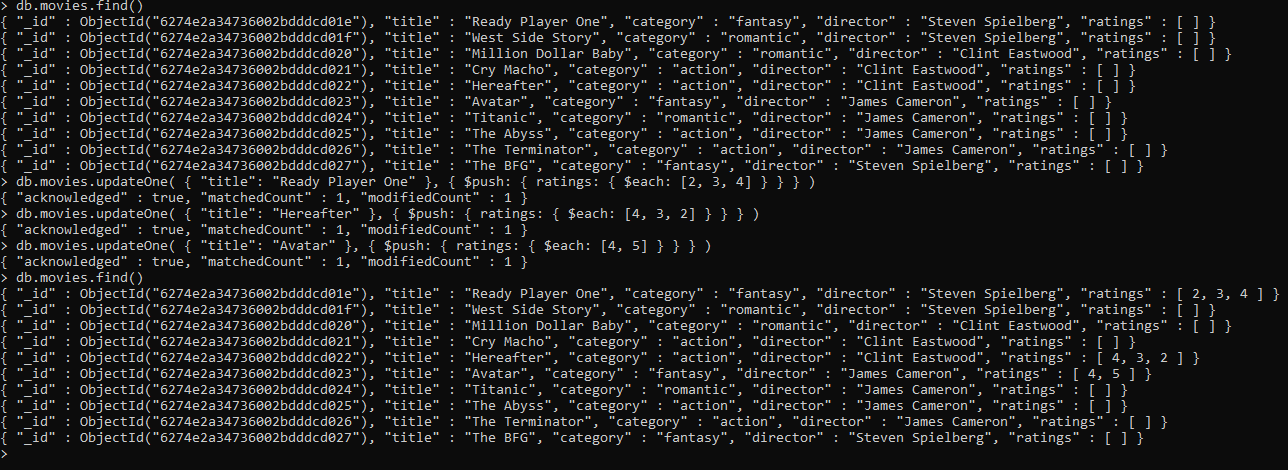 > db.movies.find()
{ "_id" : ObjectId("6274e2a34736002bdddcd01e"), "title" : "Ready Player One", "category" : "fantasy", "director" : "Steven Spielberg", "ratings" : [ ] }
{ "_id" : ObjectId("6274e2a34736002bdddcd01f"), "title" : "West Side Story", "category" : "romantic", "director" : "Steven Spielberg", "ratings" : [ ] }
{ "_id" : ObjectId("6274e2a34736002bdddcd020"), "title" : "Million Dollar Baby", "category" : "romantic", "director" : "Clint Eastwood", "ratings" : [ ] }
{ "_id" : ObjectId("6274e2a34736002bdddcd021"), "title" : "Cry Macho", "category" : "action", "director" : "Clint Eastwood", "ratings" : [ ] }
{ "_id" : ObjectId("6274e2a34736002bdddcd022"), "title" : "Hereafter", "category" : "action", "director" : "Clint Eastwood", "ratings" : [ ] }
{ "_id" : ObjectId("6274e2a34736002bdddcd023"), "title" : "Avatar", "category" : "fantasy", "director" : "James Cameron", "ratings" : [ ] }
{ "_id" : ObjectId("6274e2a34736002bdddcd024"), "title" : "Titanic", "category" : "romantic", "director" : "James Cameron", "ratings" : [ ] }
{ "_id" : ObjectId("6274e2a34736002bdddcd025"), "title" : "The Abyss", "category" : "action", "director" : "James Cameron", "ratings" : [ ] }
{ "_id" : ObjectId("6274e2a34736002bdddcd026"), "title" : "The Terminator", "category" : "action", "director" : "James Cameron", "ratings" : [ ] }
{ "_id" : ObjectId("6274e2a34736002bdddcd027"), "title" : "The BFG", "category" : "fantasy", "director" : "Steven Spielberg", "ratings" : [ ] }
> db.movies.updateOne( { "title": "Ready Player One" }, { $push: { ratings: { $each: [2, 3, 4] } } } )
{ "acknowledged" : true, "matchedCount" : 1, "modifiedCount" : 1 }
> db.movies.updateOne( { "title": "Hereafter" }, { $push: { ratings: { $each: [4, 3, 2] } } } )
{ "acknowledged" : true, "matchedCount" : 1, "modifiedCount" : 1 }
> db.movies.updateOne( { "title": "Avatar" }, { $push: { ratings: { $each: [4, 5] } } } )
{ "acknowledged" : true, "matchedCount" : 1, "modifiedCount" : 1 }
> db.movies.find()
{ "_id" : ObjectId("6274e2a34736002bdddcd01e"), "title" : "Ready Player One", "category" : "fantasy", "director" : "Steven Spielberg", "ratings" : [ 2, 3, 4 ] }
{ "_id" : ObjectId("6274e2a34736002bdddcd01f"), "title" : "West Side Story", "category" : "romantic", "director" : "Steven Spielberg", "ratings" : [ ] }
{ "_id" : ObjectId("6274e2a34736002bdddcd020"), "title" : "Million Dollar Baby", "category" : "romantic", "director" : "Clint Eastwood", "ratings" : [ ] }
{ "_id" : ObjectId("6274e2a34736002bdddcd021"), "title" : "Cry Macho", "category" : "action", "director" : "Clint Eastwood", "ratings" : [ ] }
{ "_id" : ObjectId("6274e2a34736002bdddcd022"), "title" : "Hereafter", "category" : "action", "director" : "Clint Eastwood", "ratings" : [ 4, 3, 2 ] }
{ "_id" : ObjectId("6274e2a34736002bdddcd023"), "title" : "Avatar", "category" : "fantasy", "director" : "James Cameron", "ratings" : [ 4, 5 ] }
{ "_id" : ObjectId("6274e2a34736002bdddcd024"), "title" : "Titanic", "category" : "romantic", "director" : "James Cameron", "ratings" : [ ] }
{ "_id" : ObjectId("6274e2a34736002bdddcd025"), "title" : "The Abyss", "category" : "action", "director" : "James Cameron", "ratings" : [ ] }
{ "_id" : ObjectId("6274e2a34736002bdddcd026"), "title" : "The Terminator", "category" : "action", "director" : "James Cameron", "ratings" : [ ] }
{ "_id" : ObjectId("6274e2a34736002bdddcd027"), "title" : "The BFG", "category" : "fantasy", "director" : "Steven Spielberg", "ratings" : [ ] }
>